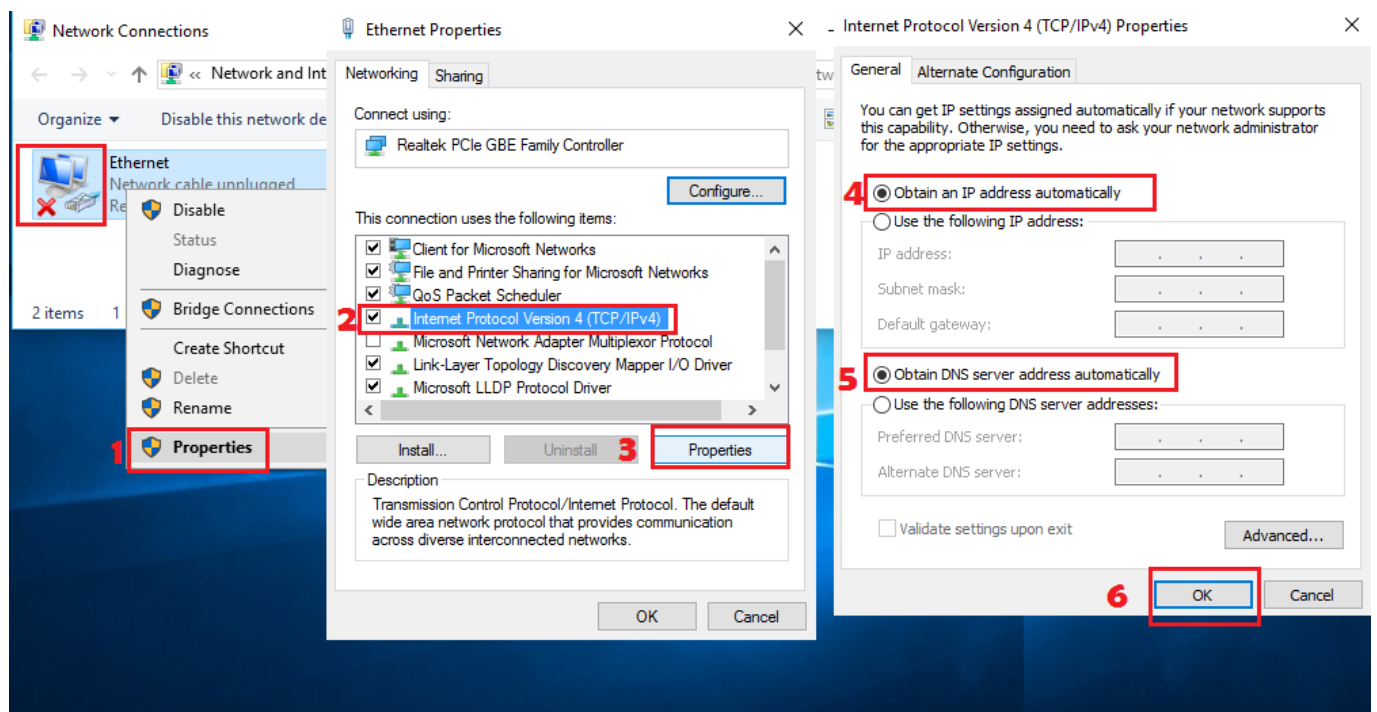 Network Connections
« Network and Int
Organize
Disable this network de
Ethernet
Network cable unplugged
Re
Disable
Status
Diagnose
Bridge Connections
Create Shortcut
Delete
Rename
1
Properties
2 items
1
Ethernet Properties
Networking
Sharing
Connect using:
Realtek PCIe GBE Family Controller
Configure...
This connection uses the following items:
Client for Microsoft Networks
File and Printer Sharing for Microsoft Networks
QoS Packet Scheduler
2
Internet Protocol Version 4 (TCP/IPv4)
Microsoft Network Adapter Multiplexor Protocol
Link-Layer Topology Discovery Mapper I/O Driver
Microsoft LLDP Protocol Driver
Install...
Uninstall
3
Properties
Description
Transmission Control Protocol/Internet Protocol. The default
wide area network protocol that provides communication
across diverse interconnected networks.
OK
Cancel
tw
Internet Protocol Version 4 (TCP/IPv4) Properties
General
Alternate Configuration
You can get IP settings assigned automatically if your network supports
this capability. Otherwise, you need to ask your network administrator
for the appropriate IP settings.
4
Obtain an IP address automatically
Use the following IP address:
IP address:
. . .
Subnet mask:
. . .
Default gateway:
. . .
5
Obtain DNS server address automatically
Use the following DNS server addresses:
Preferred DNS server:
. . .
Alternate DNS server:
. . .
Validate settings upon exit
Advanced...
6
OK
Cancel